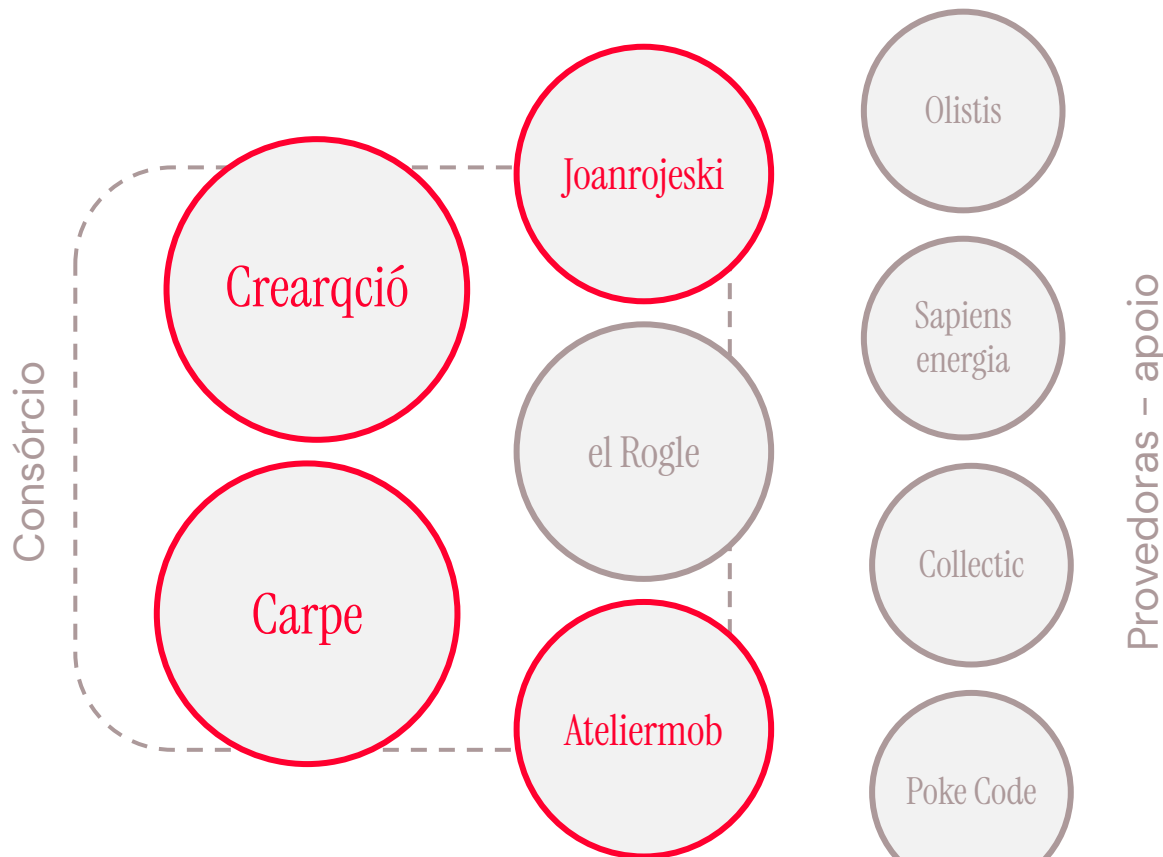 Consórcio
Crearqció
Carpe
Joanrojeski
el Rogle
Ateliermob
Olistis
Sapiens
energia
Collectic
Poke Code
Provedoras – apoio